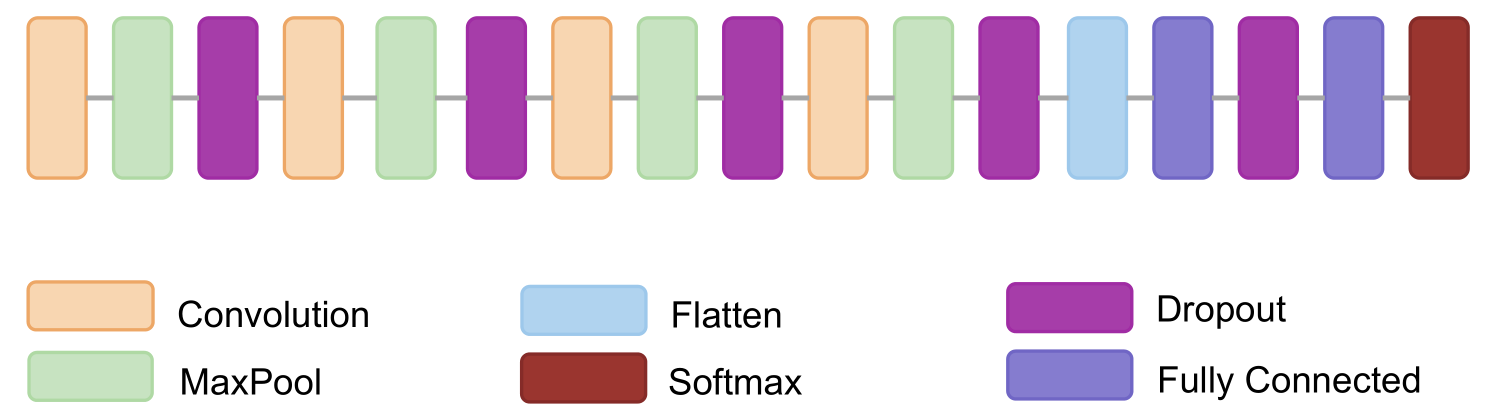 Convolution
Flatten
Dropout
MaxPool
Softmax
Fully Connected